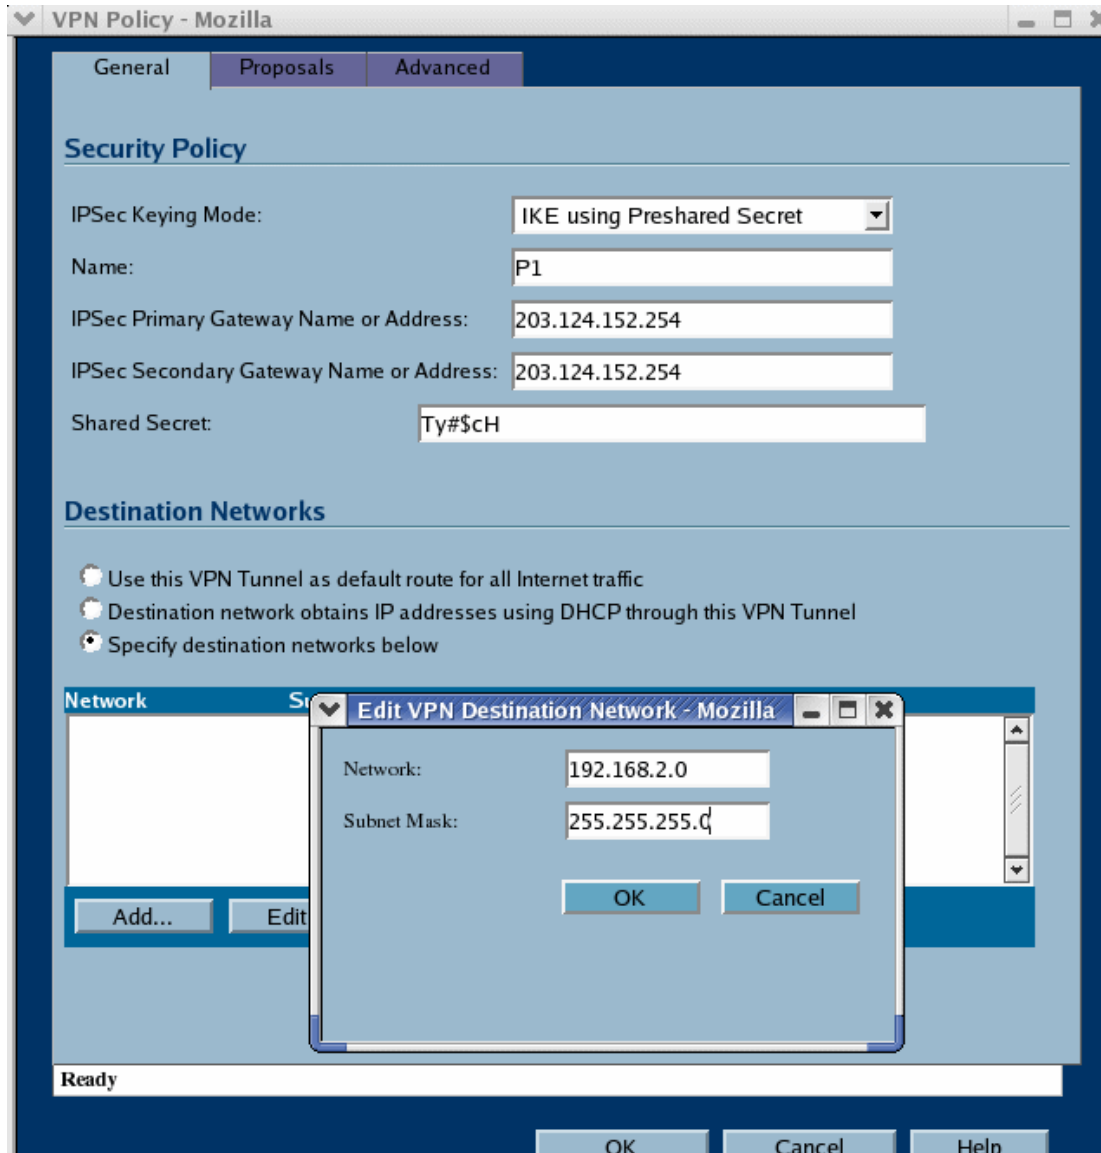 VPN Policy - Mozilla
General Proposals Advanced
Security Policy
IPSec Keying Mode: IKE using Preshared Secret
Name: P1
IPSec Primary Gateway Name or Address: 203.124.152.254
IPSec Secondary Gateway Name or Address: 203.124.152.254
Shared Secret: Ty#$cH
Destination Networks
Use this VPN Tunnel as default route for all Internet traffic
Destination network obtains IP addresses using DHCP through this VPN Tunnel
Specify destination networks below
Network
Edit VPN Destination Network - Mozilla
Network: 192.168.2.0
Subnet Mask: 255.255.255.0
OK Cancel
Add... Edit
Ready
OK Cancel Help